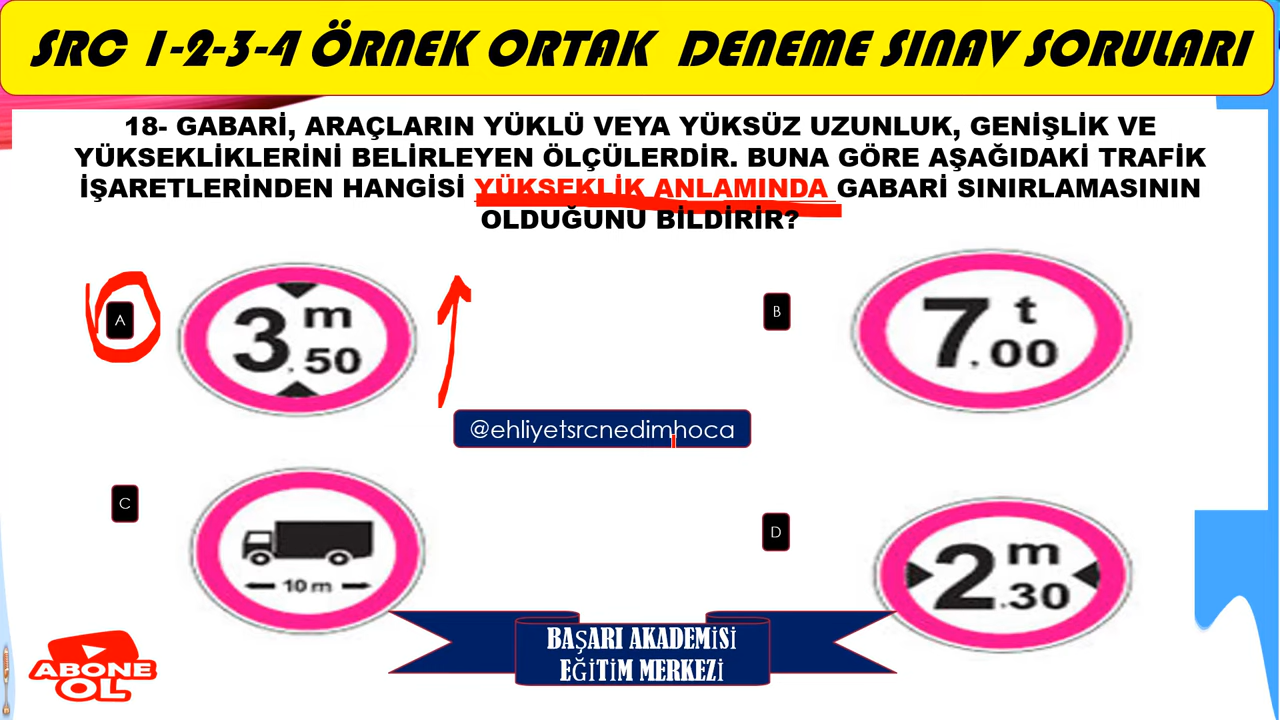 SRC 1-2-3-4 ÖRNEK ORTAK DENEME SINAV SORULARI
18- GABARİ, ARAÇLARIN YÜKLÜ VEYA YÜKSÜZ UZUNLUK, GENİŞLİK VE
YÜKSEKLİKLERİNİ BELİRLEYEN ÖLÇÜLERDİR. BUNA GÖRE AŞAĞIDAKİ TRAFİK
İŞARETLERİNDEN HANGİSİ YÜKSEKLİK ANLAMINDA GABARİ SINIRLAMASININ
OLDUĞUNU BİLDİRİR?
A
3.50 m
B
7.00 t
@ehliyetsrcnedimhoca
C
10 m
D
2.30 m
BAŞARI AKADEMİSİ
EĞİTİM MERKEZİ
ABONE
OL